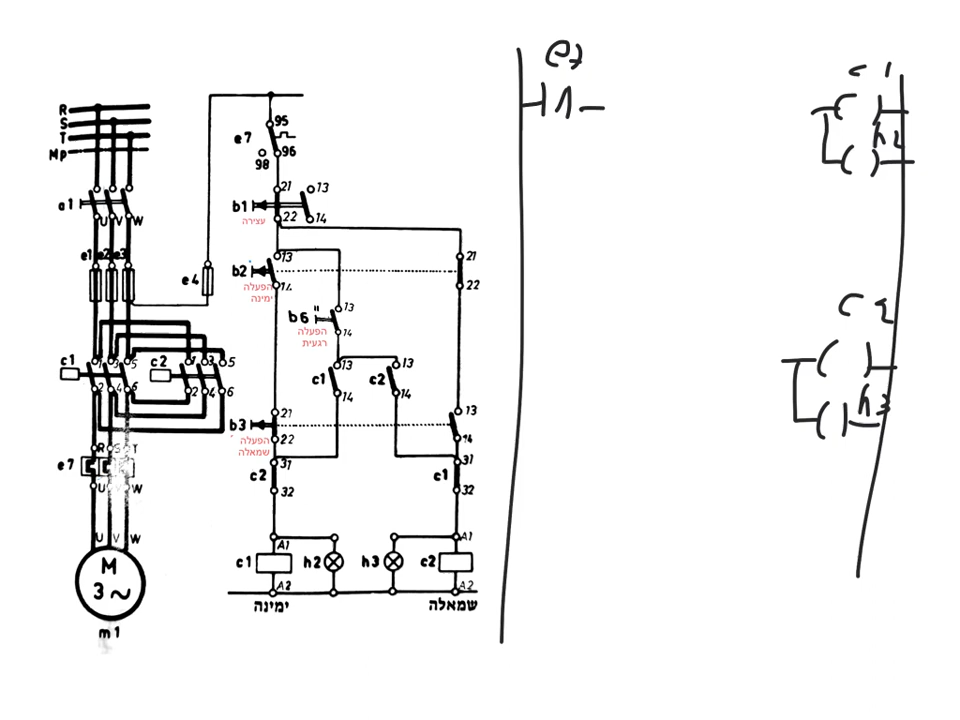 e7
c1
R
S
T
Mp
95
e7
96
98
h2
a1
U V W
21
13
b1
22
14
עצירה
e1 e2 e3
e4
b2
13
14
הפעלה
ימינה
21
22
b6
13
14
הפעלה
רגעית
c2
c1
1 3 5
c2
1 3 5
2 4 6
2 4 6
c1
13
14
c2
13
14
b3
21
22
הפעלה
שמאלה
13
14
h3
R S T
e7
U V W
c2
31
32
c1
31
32
U V W
M
3 ~
m1
A1
c1
h2
h3
c2
A1
A2
A2
ימינה
שמאלה